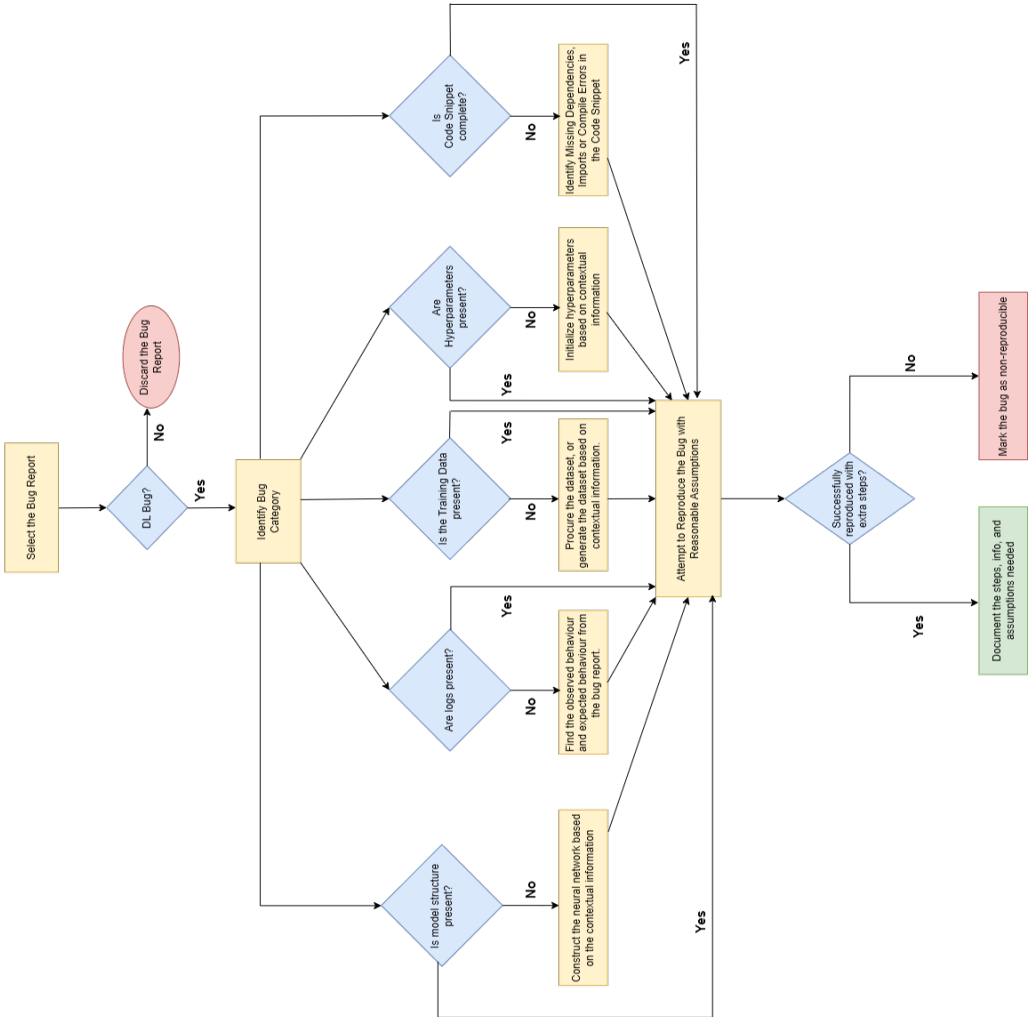 Select the Bug Report
DL Bug?
No
Discard the Bug
Report
Yes
Identify Bug
Category
Is model structure
present?
No
Yes
Construct the neural network based
on the contextual information
Are logs present?
No
Yes
Find the observed behaviour
and expected behaviour from
the bug report.
Is the Training Data
present?
No
Yes
Procure the dataset, or
generate the dataset based on
contextual information.
Are
Hyperparameters
present?
No
Yes
Initialize hyperparameters
based on contextual
information
Is
Code Snippet
complete?
No
Yes
Identify Missing Dependencies,
Imports or Compile Errors in
the Code Snippet
Attempt to Reproduce the Bug with
Reasonable Assumptions
Successfully
reproduced with
extra steps?
Yes
No
Document the steps, info, and
assumptions needed
Mark the bug as non-reproducible